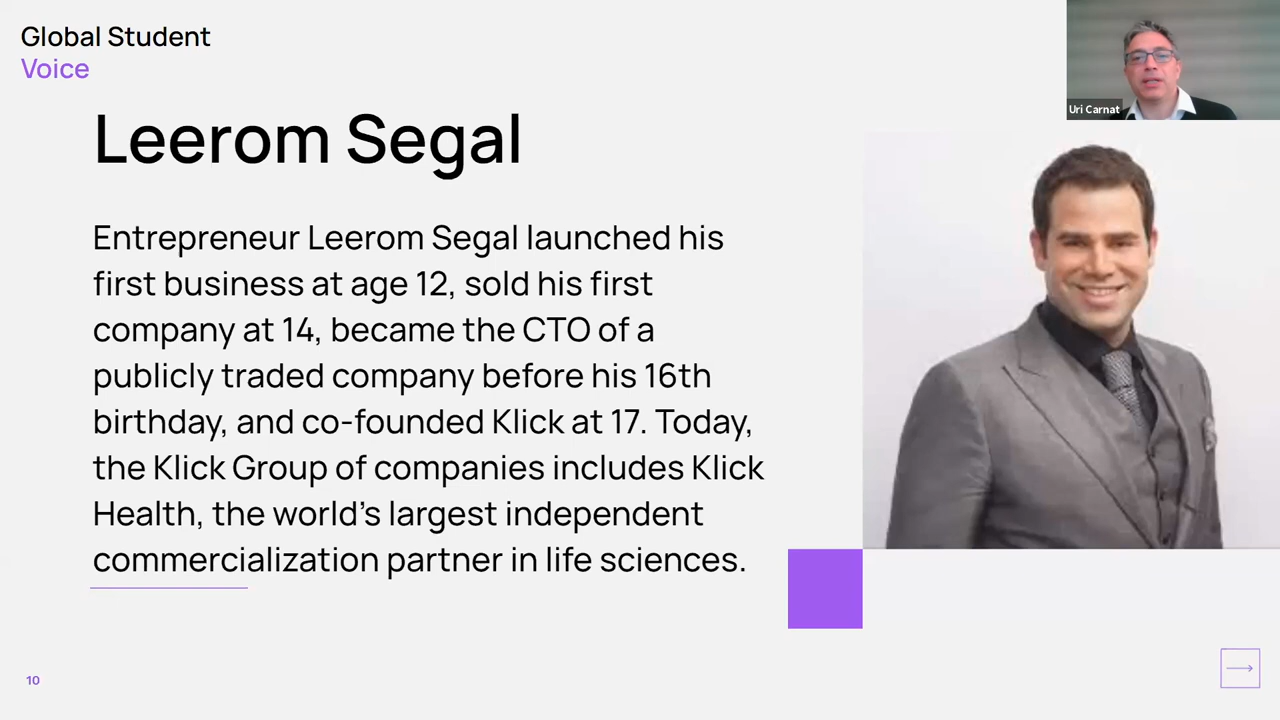 Global Student
Voice
Uri Carnat
Leerom Segal
Entrepreneur Leerom Segal launched his
first business at age 12, sold his first
company at 14, became the CTO of a
publicly traded company before his 16th
birthday, and co-founded Klick at 17. Today,
the Klick Group of companies includes Klick
Health, the world’s largest independent
commercialization partner in life sciences.
10